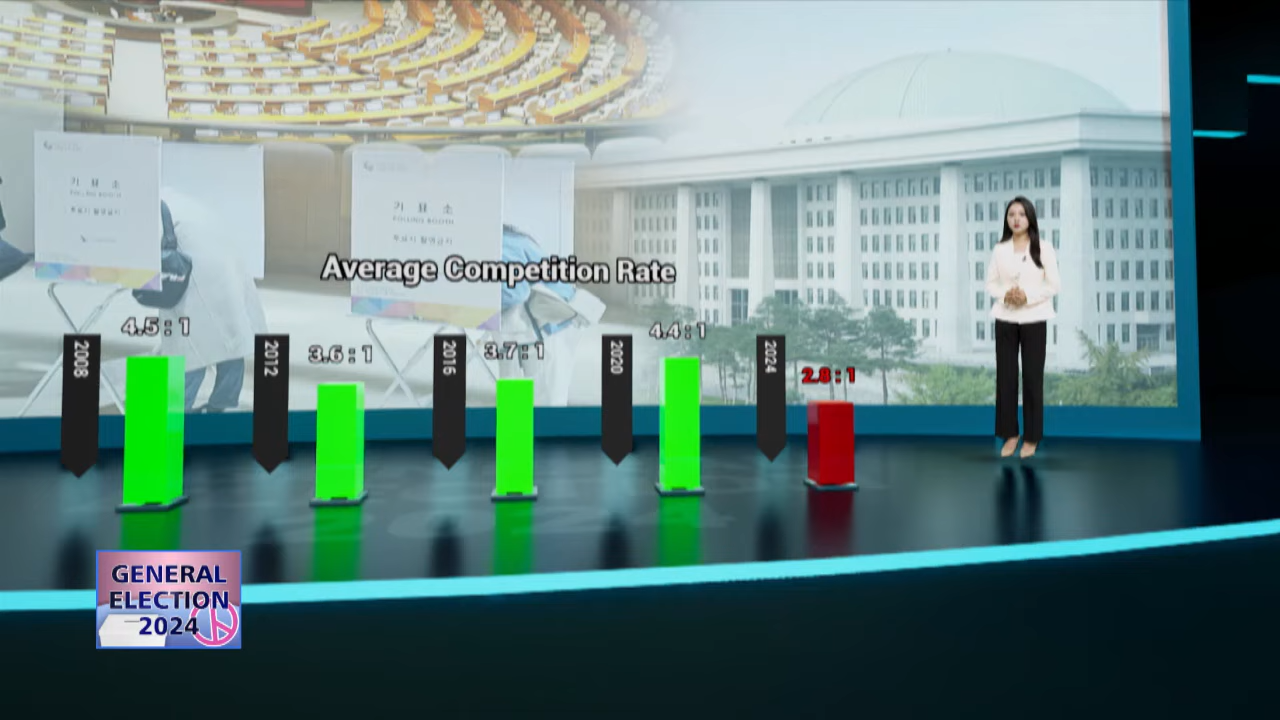 기 표 소
POLLING BOOTH
기 표 소
POLLING BOOTH
Average Competition Rate
2008
4.5 : 1
2012
3.6 : 1
2016
3.7 : 1
2020
4.4 : 1
2024
2.8 : 1
GENERAL
ELECTION
2024